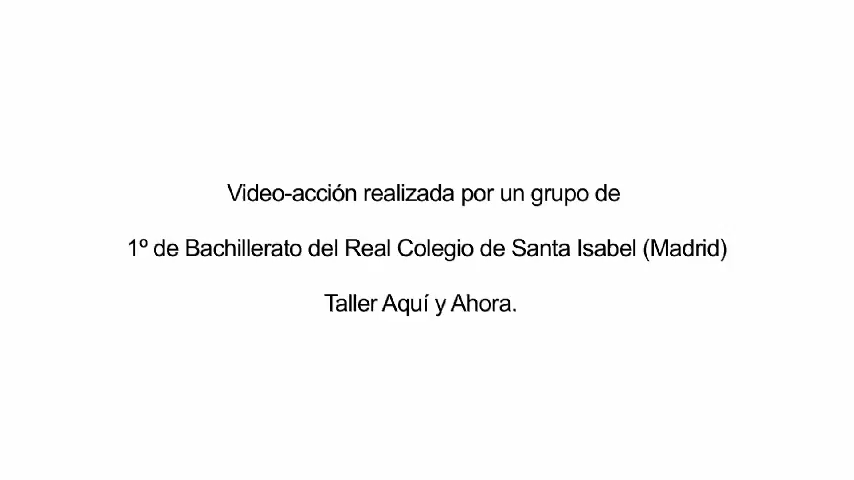 Video-acción realizada por un grupo de
1º de Bachillerato del Real Colegio de Santa Isabel (Madrid)
Taller Aquí y Ahora.